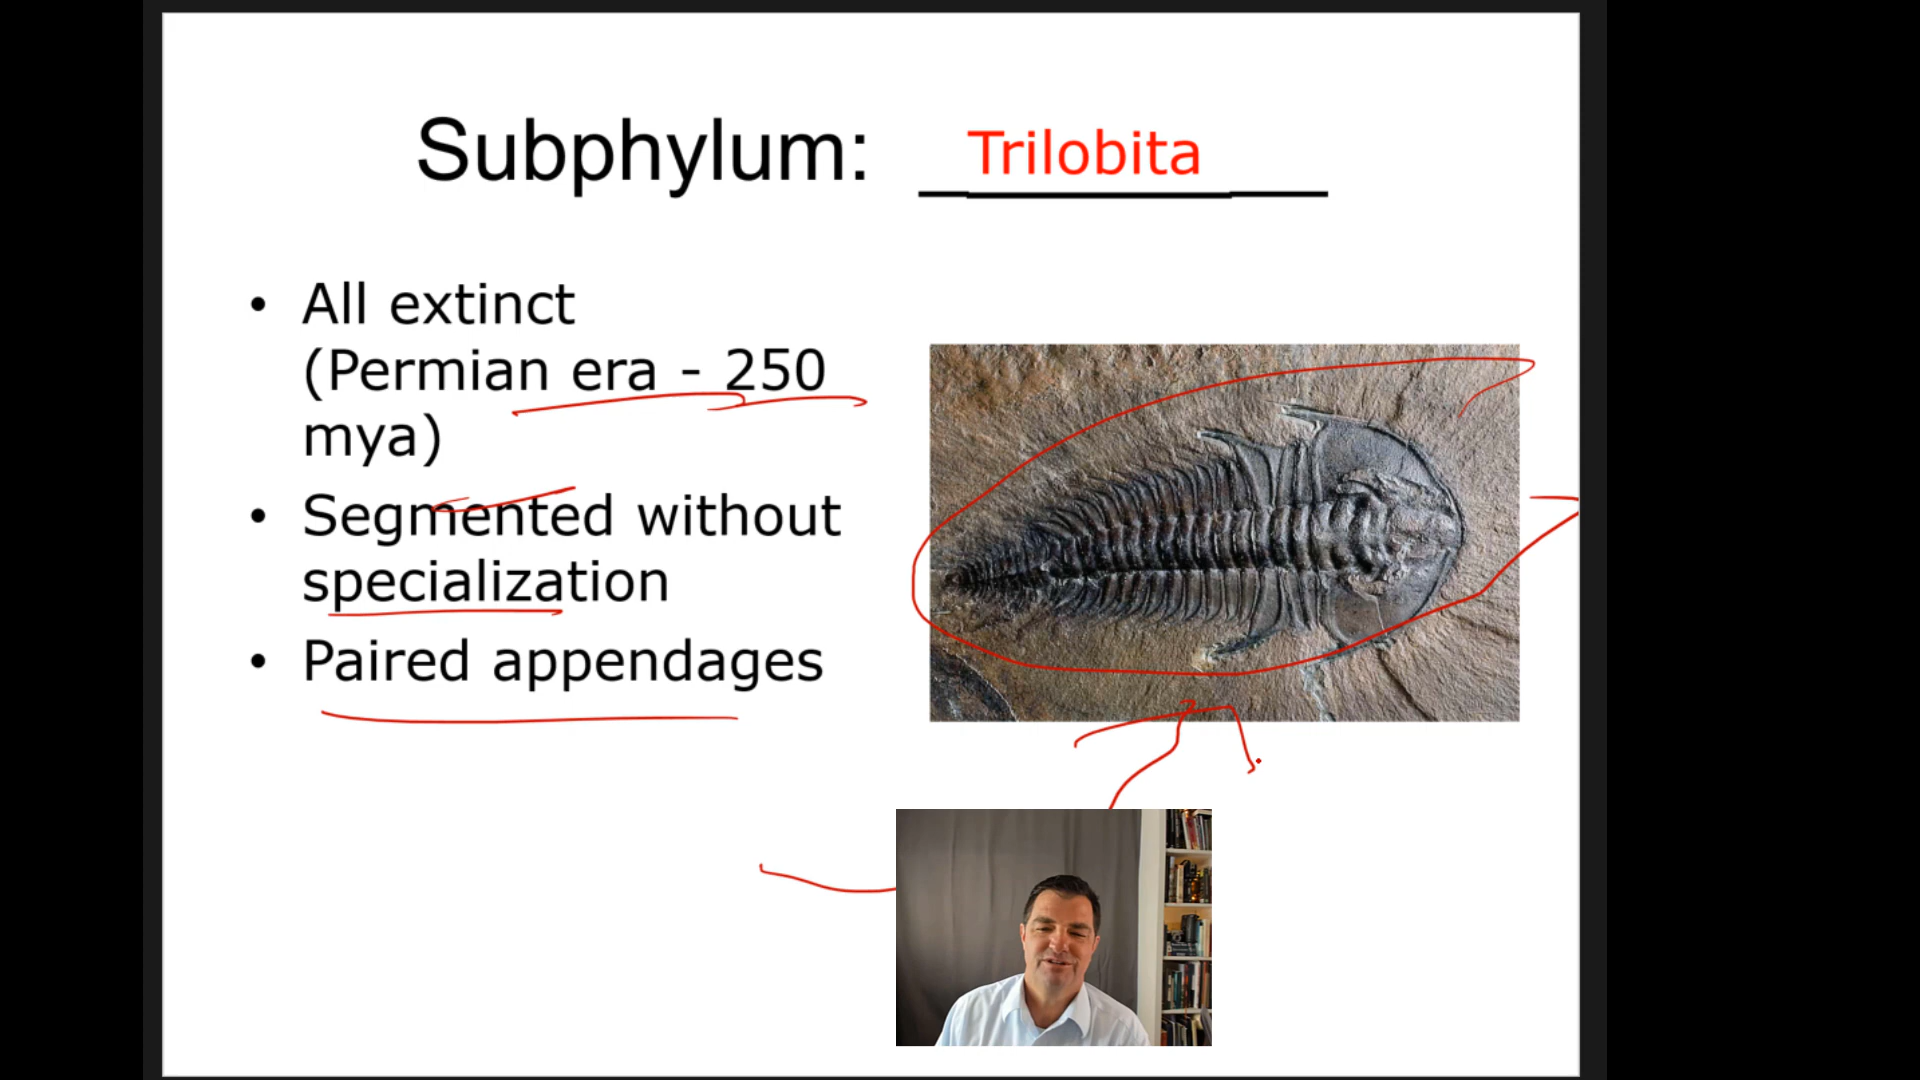 Subphylum: Trilobita
• All extinct
(Permian era - 250
mya)
• Segmented without
specialization
• Paired appendages